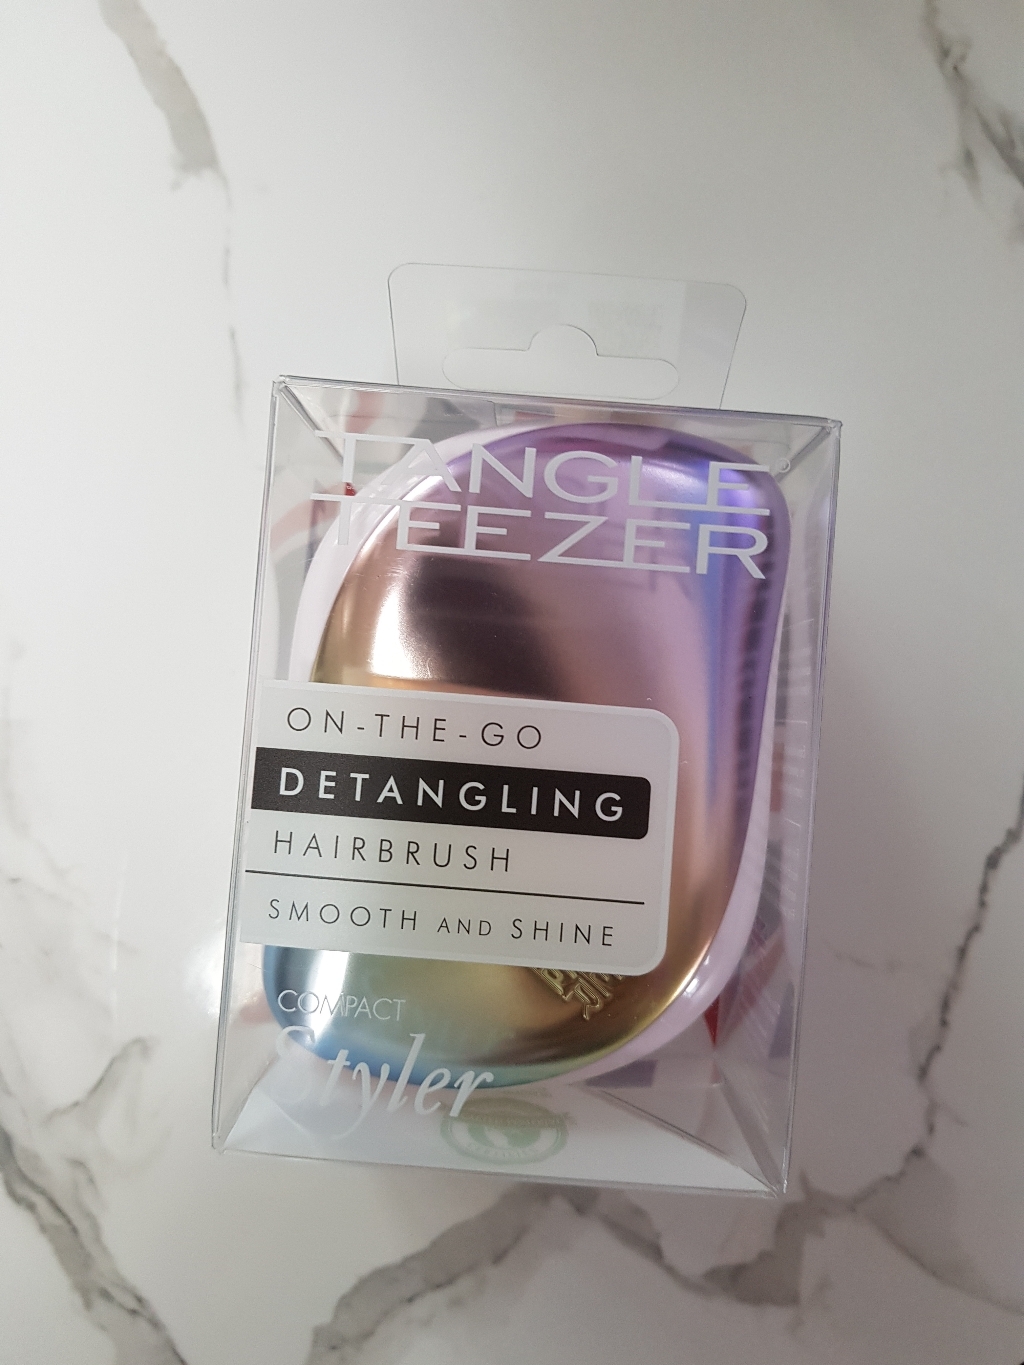 TANGLE®
TEEZER
ON-THE-GO
DETANGLING
HAIRBRUSH
SMOOTH AND SHINE
COMPACT
Styler